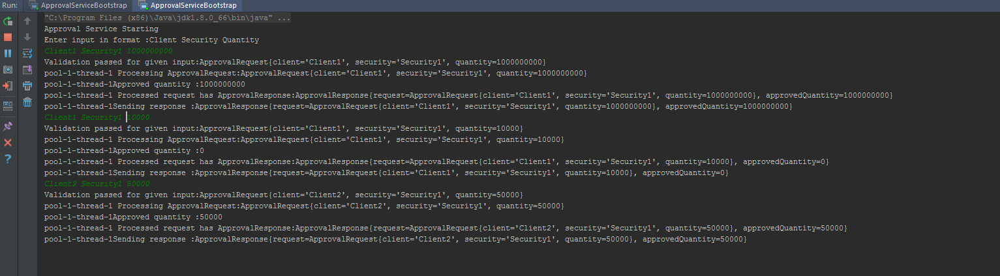 Run: ApprovalServiceBootstrap ApprovalServiceBootstrap
"C:\Program Files (x86)\Java\jdk1.8.0_66\bin\java" ...
Approval Service Starting
Enter input in format :Client Security Quantity
Client1 Security1 1000000000
Validation passed for given input:ApprovalRequest{client='Client1', security='Security1', quantity=1000000000}
pool-1-thread-1 Processing ApprovalRequest:ApprovalRequest{client='Client1', security='Security1', quantity=1000000000}
pool-1-thread-1Approved quantity :1000000000
pool-1-thread-1 Processed request has ApprovalResponse:ApprovalResponse{request=ApprovalRequest{client='Client1', security='Security1', quantity=1000000000}, approvedQuantity=1000000000}
pool-1-thread-1Sending response :ApprovalResponse{request=ApprovalRequest{client='Client1', security='Security1', quantity=1000000000}, approvedQuantity=1000000000}
Client1 Security1 10000
Validation passed for given input:ApprovalRequest{client='Client1', security='Security1', quantity=10000}
pool-1-thread-1 Processing ApprovalRequest:ApprovalRequest{client='Client1', security='Security1', quantity=10000}
pool-1-thread-1Approved quantity :0
pool-1-thread-1 Processed request has ApprovalResponse:ApprovalResponse{request=ApprovalRequest{client='Client1', security='Security1', quantity=10000}, approvedQuantity=0}
pool-1-thread-1Sending response :ApprovalResponse{request=ApprovalRequest{client='Client1', security='Security1', quantity=10000}, approvedQuantity=0}
Client2 Security1 50000
Validation passed for given input:ApprovalRequest{client='Client2', security='Security1', quantity=50000}
pool-1-thread-1 Processing ApprovalRequest:ApprovalRequest{client='Client2', security='Security1', quantity=50000}
pool-1-thread-1Approved quantity :50000
pool-1-thread-1 Processed request has ApprovalResponse:ApprovalResponse{request=ApprovalRequest{client='Client2', security='Security1', quantity=50000}, approvedQuantity=50000}
pool-1-thread-1Sending response :ApprovalResponse{request=ApprovalRequest{client='Client2', security='Security1', quantity=50000}, approvedQuantity=50000}